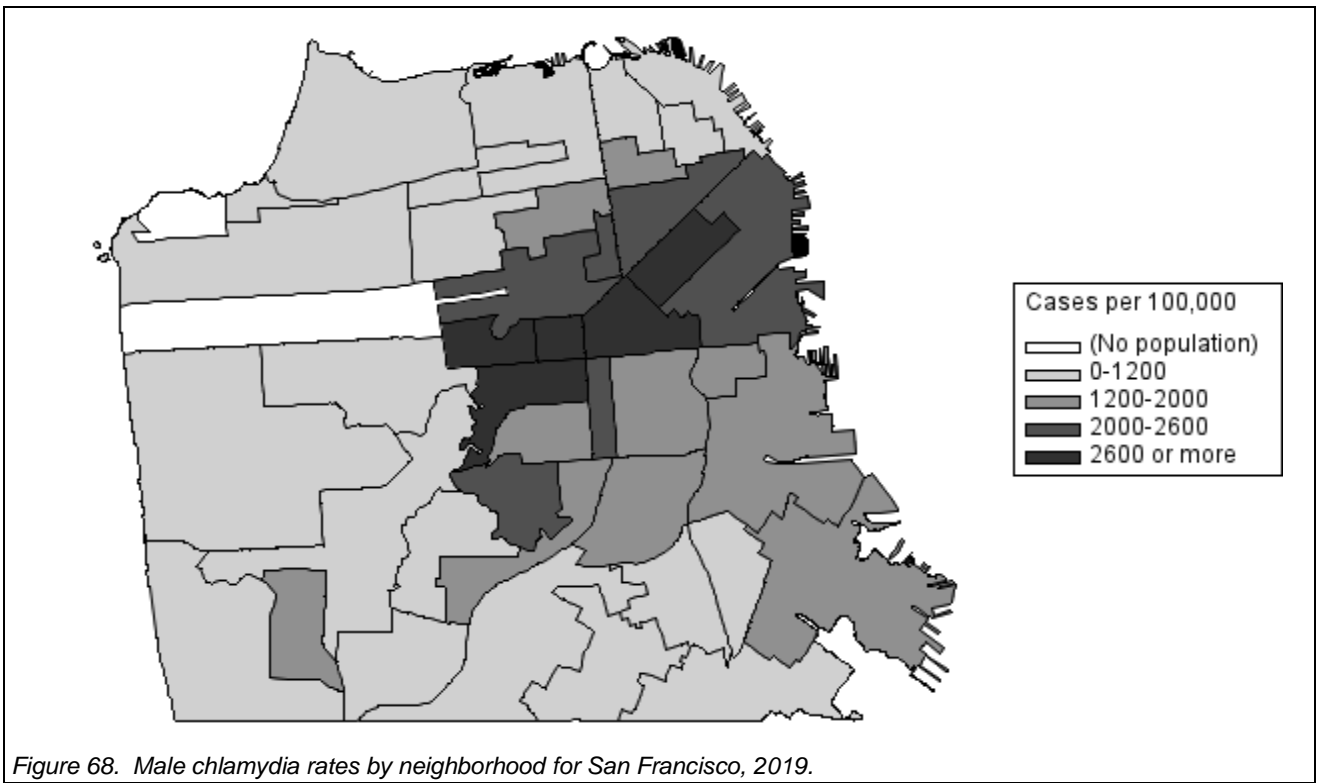 Cases per 100,000
(No population)
0-1200
1200-2000
2000-2600
2600 or more
Figure 68. Male chlamydia rates by neighborhood for San Francisco, 2019.